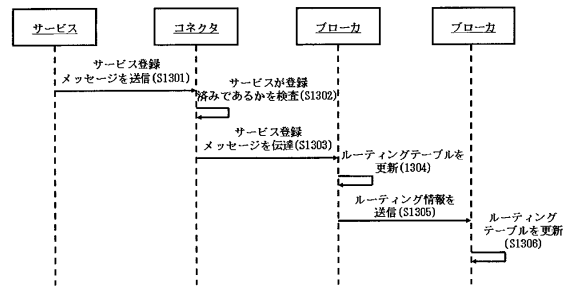 サービス
コネクタ
ブローカ
ブローカ
サービス登録
メッセージを送信(S1301)
サービスが登録
済みであるかを検査(S1302)
サービス登録
メッセージを伝達(S1303)
ルーティングテーブルを
更新(1304)
ルーティング情報を
送信(S1305)
ルーティング
テーブルを更新
(S1306)